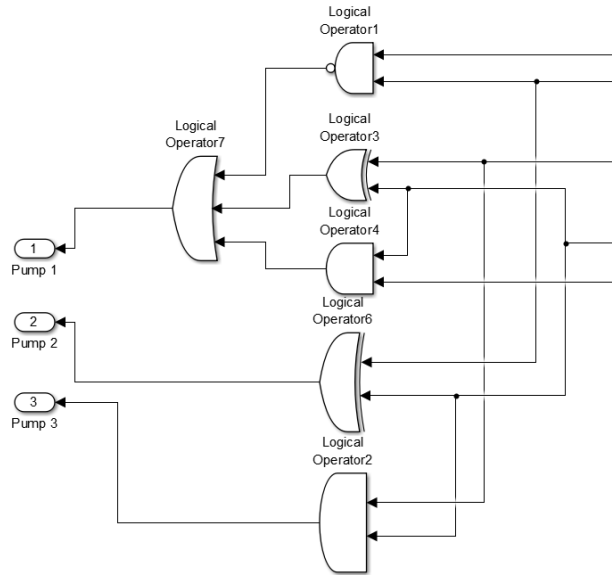 Logical
Operator1
Logical
Operator3
Logical
Operator7
Logical
Operator4
1
Pump 1
Logical
Operator6
2
Pump 2
3
Pump 3
Logical
Operator2